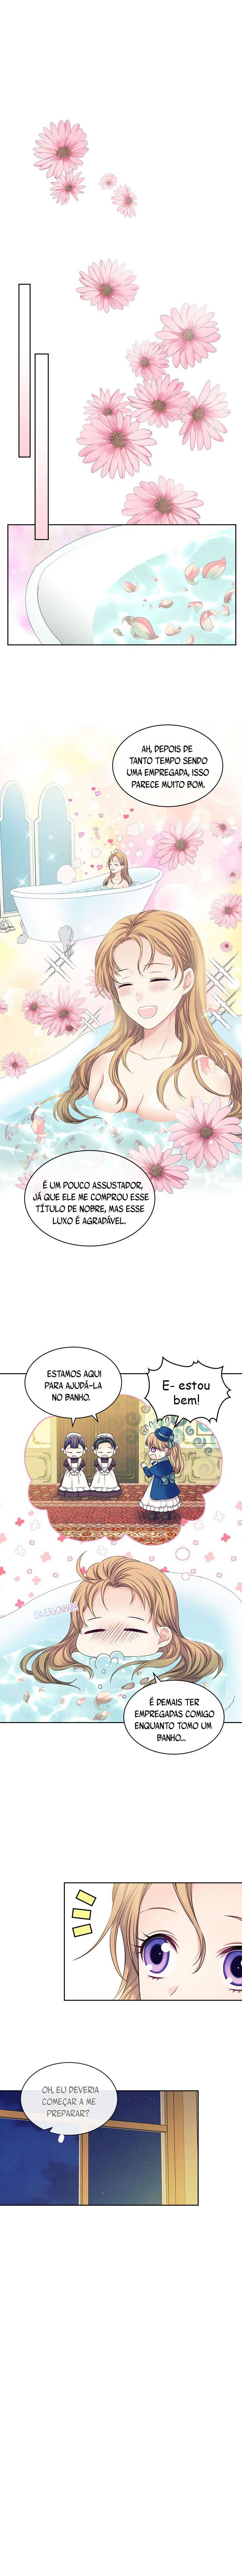 AH, DEPOIS DE
TANTO TEMPO SENDO
UMA EMPREGADA, ISSO
PARECE MUITO BOM.
É UM POUCO ASSUSTADOR,
JÁ QUE ELE ME COMPROU ESSE
TÍTULO DE NOBRE, MAS ESSE
LUXO É AGRADÁVEL.
ESTAMOS AQUI
PARA AJUDÁ-LA
NO BANHO.
E- estou
bem!
É DEMAIS TER
EMPREGADAS COMIGO
ENQUANTO TOMO UM
BANHO...
OH, EU DEVERIA
COMEÇAR A ME
PREPARAR?